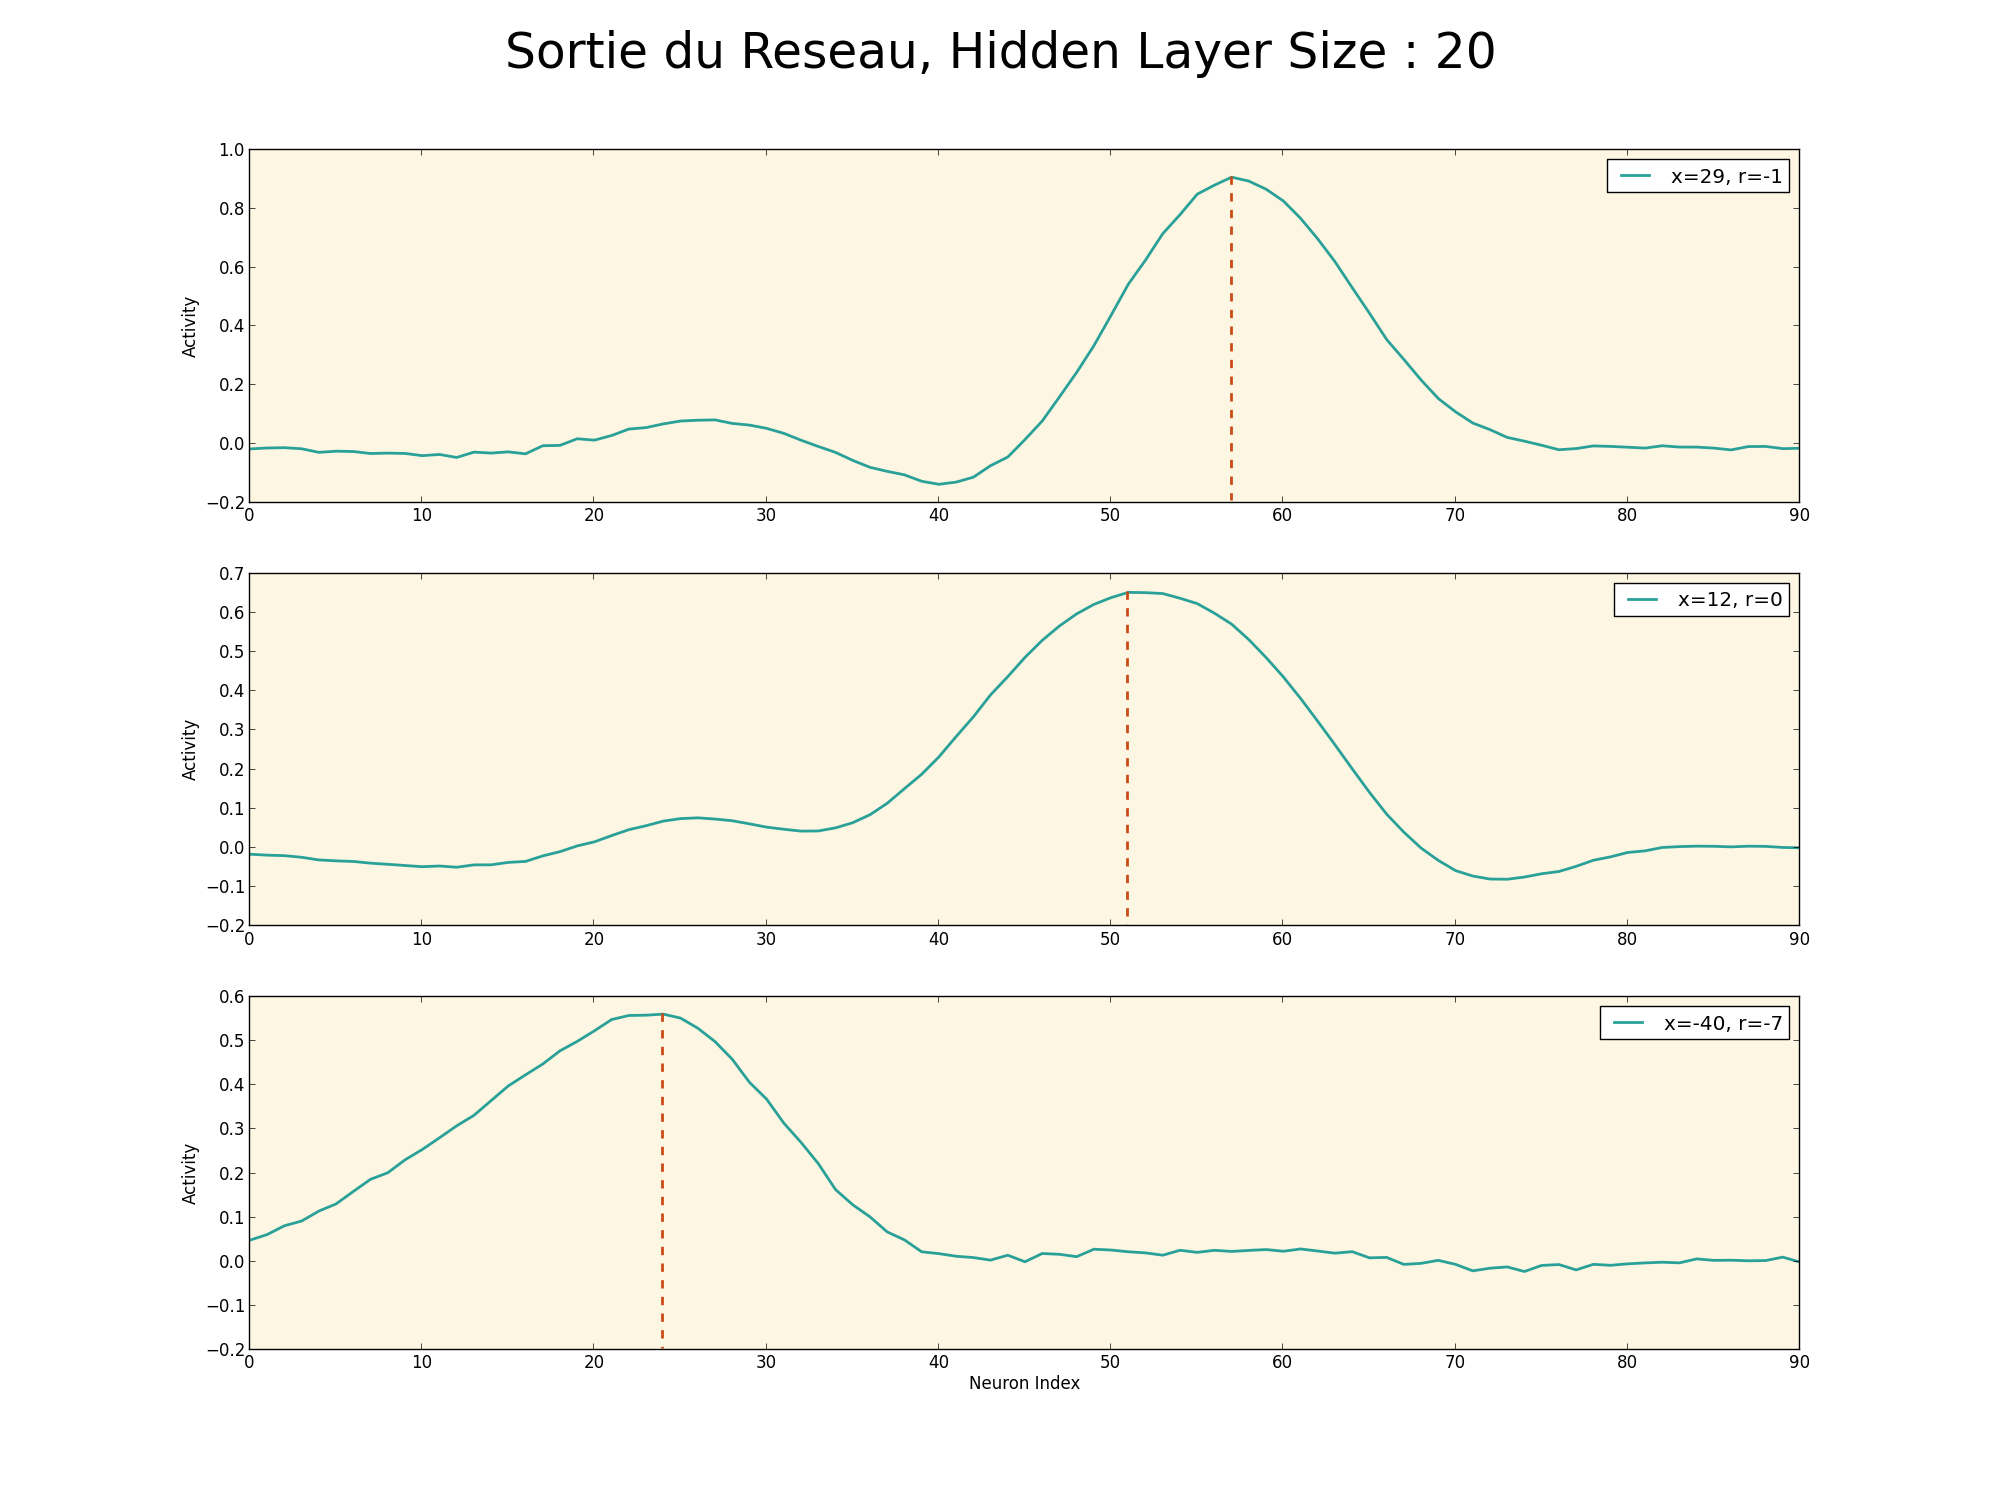 Sortie du Reseau, Hidden Layer Size : 20
1.0
0.8
0.6
0.4
0.2
0.0
−0.2
Activity
x=29, r=-1
0 10 20 30 40 50 60 70 80 90
0.7
0.6
0.5
0.4
0.3
0.2
0.1
0.0
−0.1
−0.2
Activity
x=12, r=0
0 10 20 30 40 50 60 70 80 90
0.6
0.5
0.4
0.3
0.2
0.1
0.0
−0.1
−0.2
Activity
x=-40, r=-7
0 10 20 30 40 50 60 70 80 90
Neuron Index